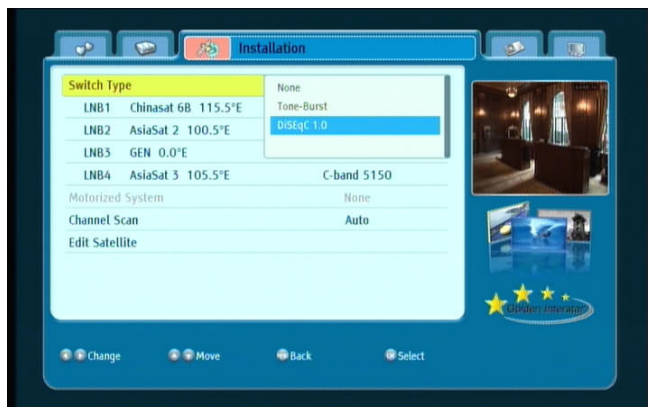 Installation
Switch Type
None
Tone-Burst
DiSEqC 1.0
LNB1 Chinasat 6B 115.5°E
LNB2 AsiaSat 2 100.5°E
LNB3 GEN 0.0°E
LNB4 AsiaSat 3 105.5°E C-band 5150
Motorized System None
Channel Scan Auto
Edit Satellite
Golden Interstar
Change Move Back Select